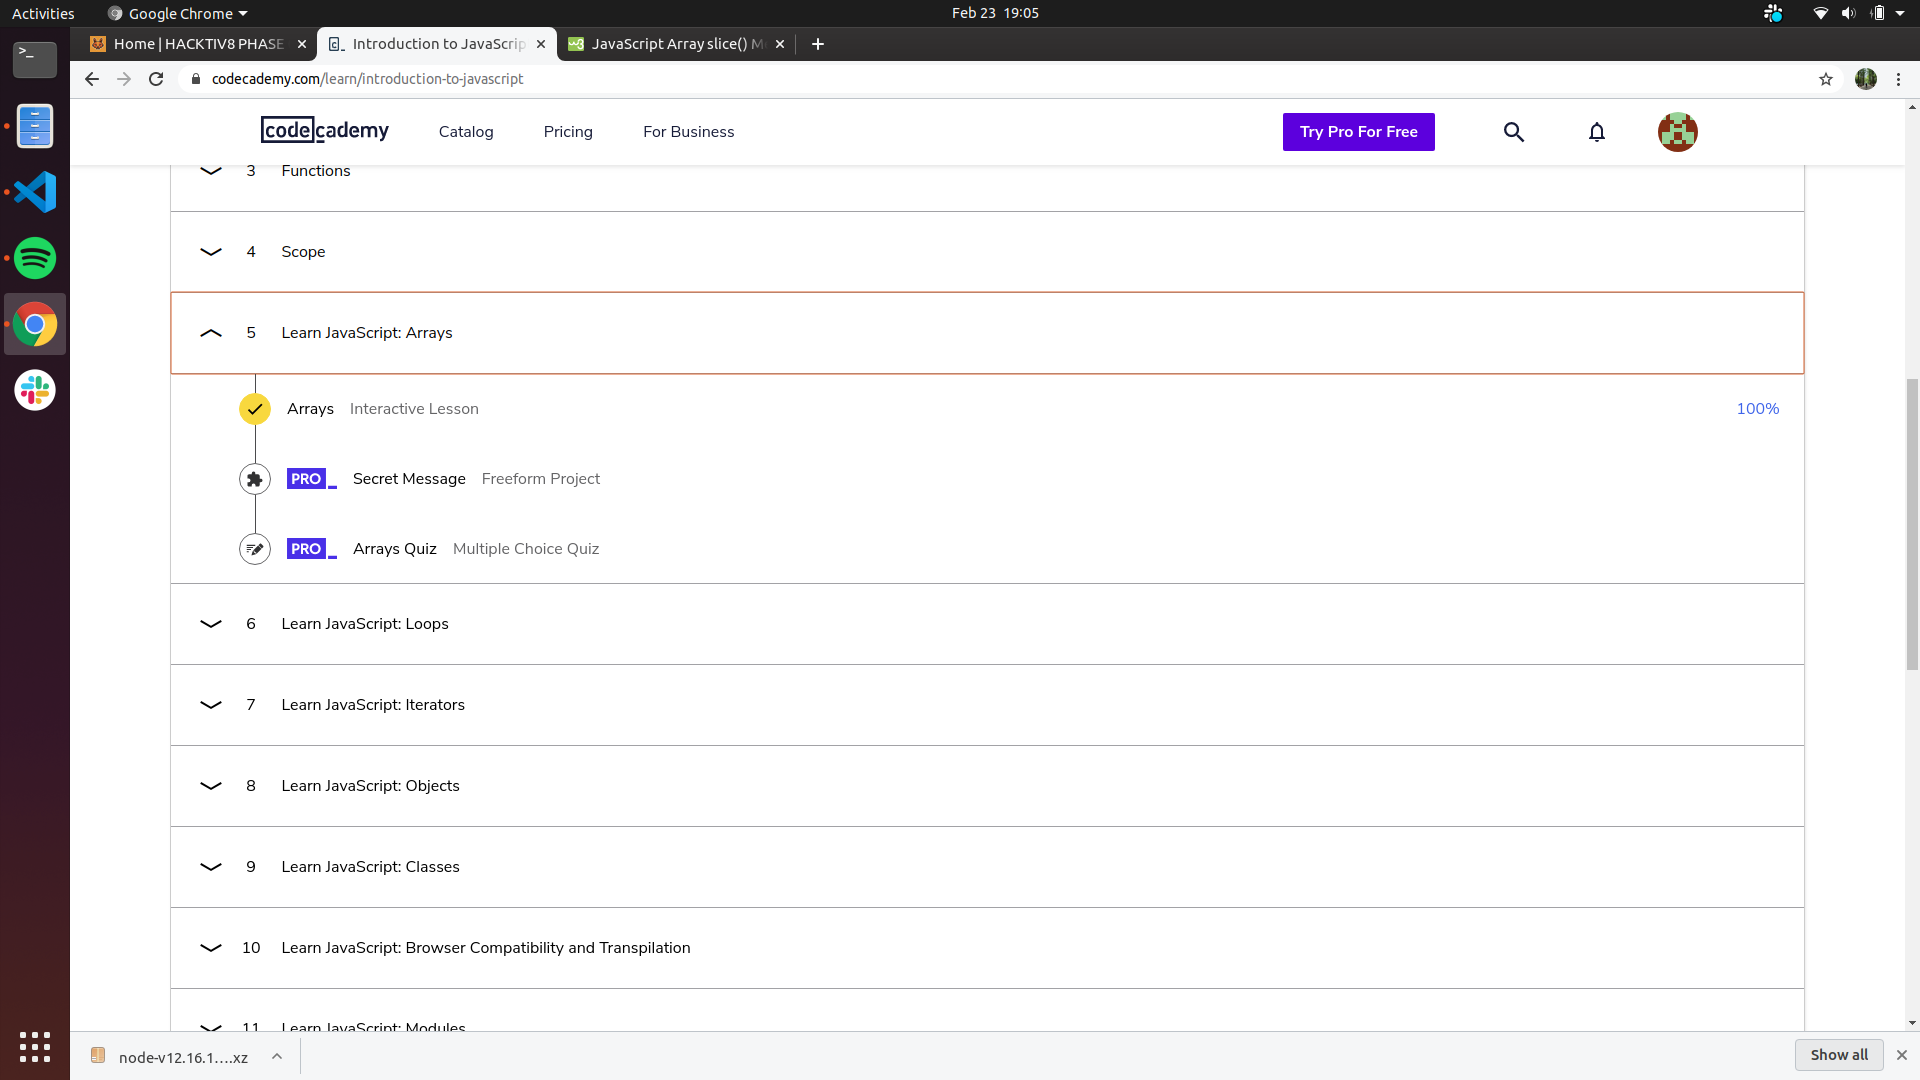 Activities
Google Chrome
Feb 23 19:05
Home | HACKTIV8 PHASE
Introduction to JavaScrip
JavaScript Array slice() M
codecademy.com/learn/introduction-to-javascript
codecademy
Catalog
Pricing
For Business
Try Pro For Free
3 Functions
4 Scope
5 Learn JavaScript: Arrays
Arrays Interactive Lesson 100%
PRO Secret Message Freeform Project
PRO Arrays Quiz Multiple Choice Quiz
6 Learn JavaScript: Loops
7 Learn JavaScript: Iterators
8 Learn JavaScript: Objects
9 Learn JavaScript: Classes
10 Learn JavaScript: Browser Compatibility and Transpilation
11 Learn JavaScript: Modules
node-v12.16.1....xz
Show all